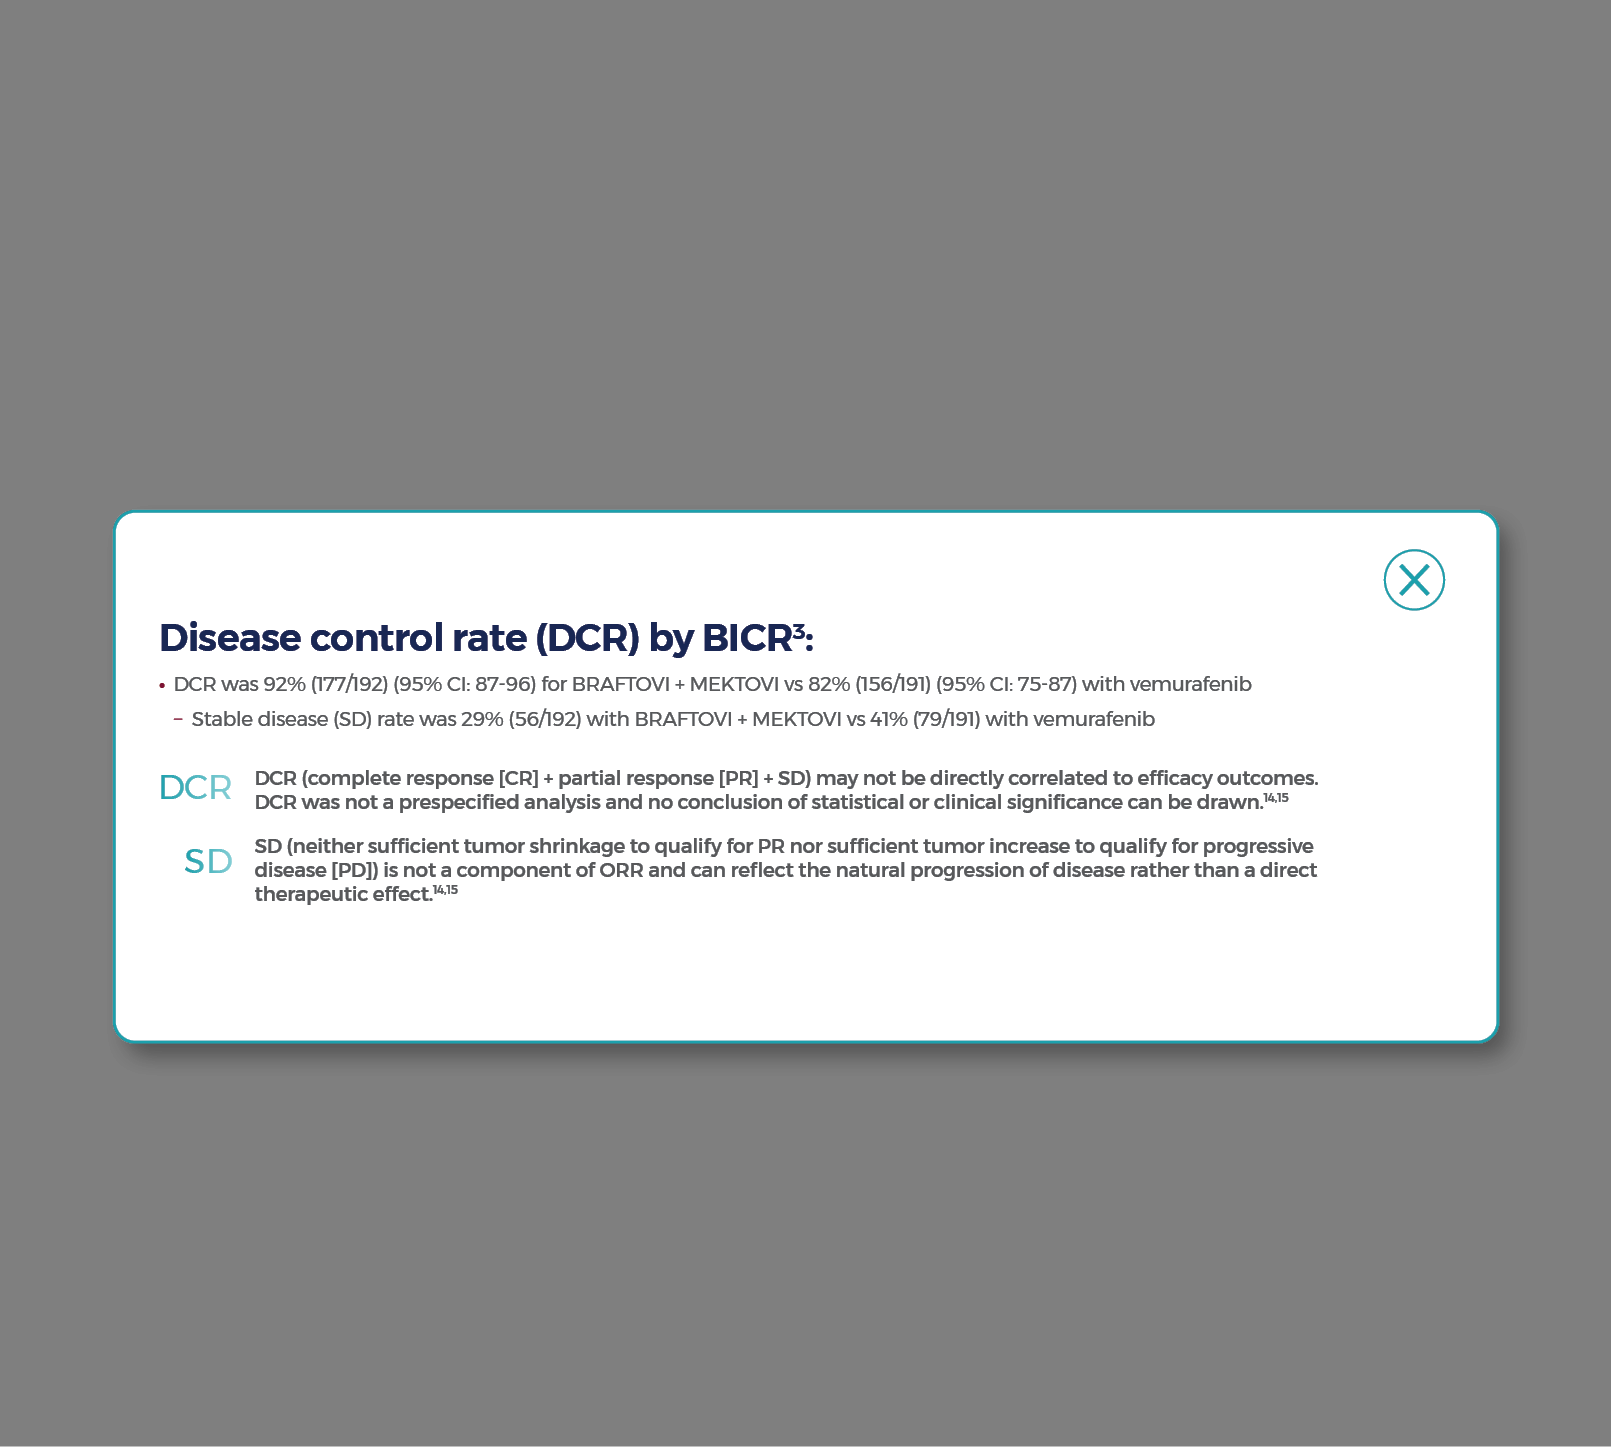 Disease control rate (DCR) by BICR³:
• DCR was 92% (177/192) (95% CI: 87-96) for BRAFTOVI + MEKTOVI vs 82% (156/191) (95% CI: 75-87) with vemurafenib
– Stable disease (SD) rate was 29% (56/192) with BRAFTOVI + MEKTOVI vs 41% (79/191) with vemurafenib
DCR
DCR (complete response [CR] + partial response [PR] + SD) may not be directly correlated to efficacy outcomes.
DCR was not a prespecified analysis and no conclusion of statistical or clinical significance can be drawn.¹⁴,¹⁵
SD
SD (neither sufficient tumor shrinkage to qualify for PR nor sufficient tumor increase to qualify for progressive
disease [PD]) is not a component of ORR and can reflect the natural progression of disease rather than a direct
therapeutic effect.¹⁴,¹⁵